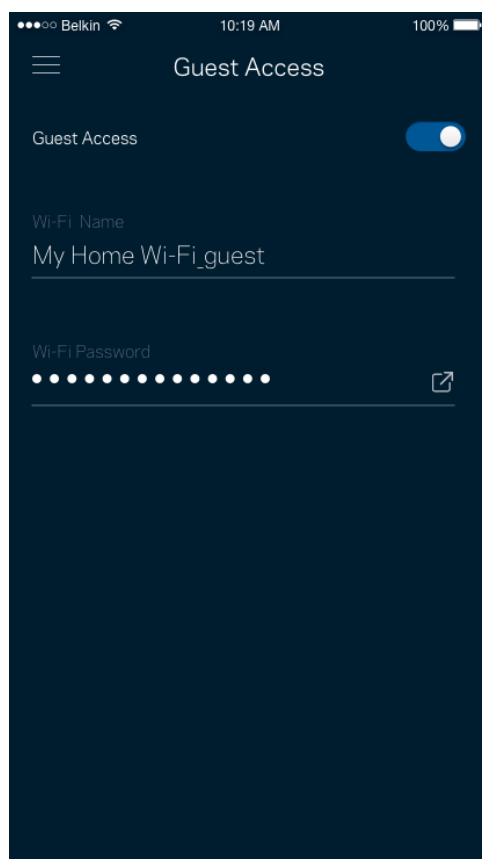 ●●●○○ Belkin 10:19 AM 100%
Guest Access
Guest Access
Wi-Fi Name
My Home Wi-Fi_guest
Wi-Fi Password
●●●●●●●●●●●●●●